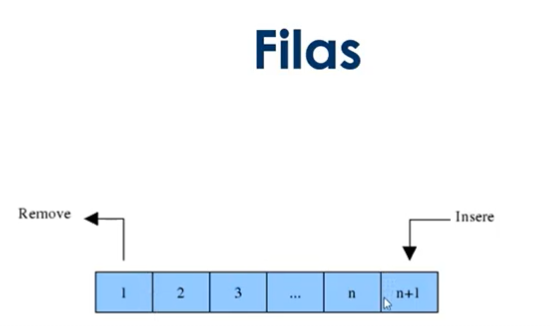 Filas
Remove
Insere
1 2 3 ... n n+1